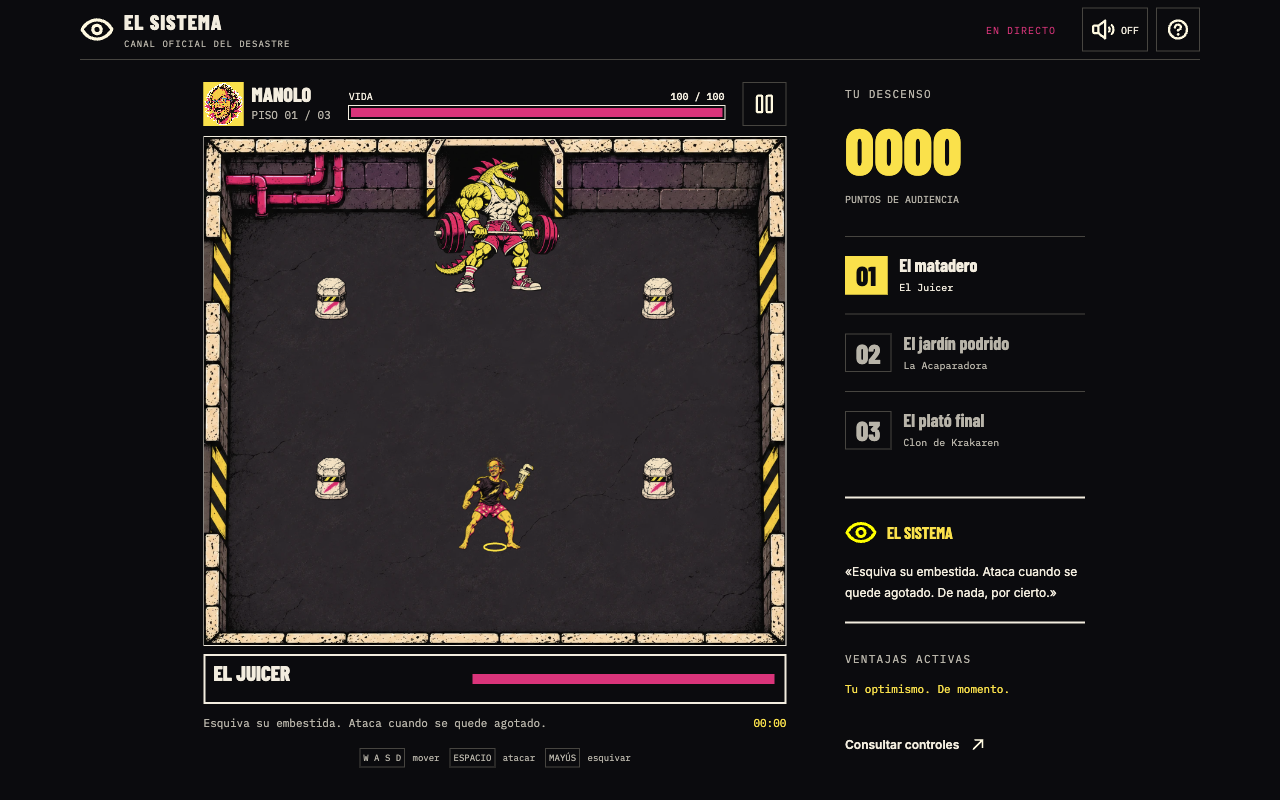 EL SISTEMA
CANAL OFICIAL DEL DESASTRE
EN DIRECTO
OFF
MANOLO
PISO 01 / 03
VIDA
100 / 100
TU DESCENSO
0000
PUNTOS DE AUDIENCIA
01
El matadero
El Juicer
02
El jardín podrido
La Acaparadora
03
El plató final
Clon de Krakaren
EL SISTEMA
«Esquiva su embestida. Ataca cuando se
quede agotado. De nada, por cierto.»
VENTAJAS ACTIVAS
Tu optimismo. De momento.
Consultar controles
EL JUICER
Esquiva su embestida. Ataca cuando se quede agotado.
00:00
W A S D mover ESPACIO atacar MAYÚS esquivar